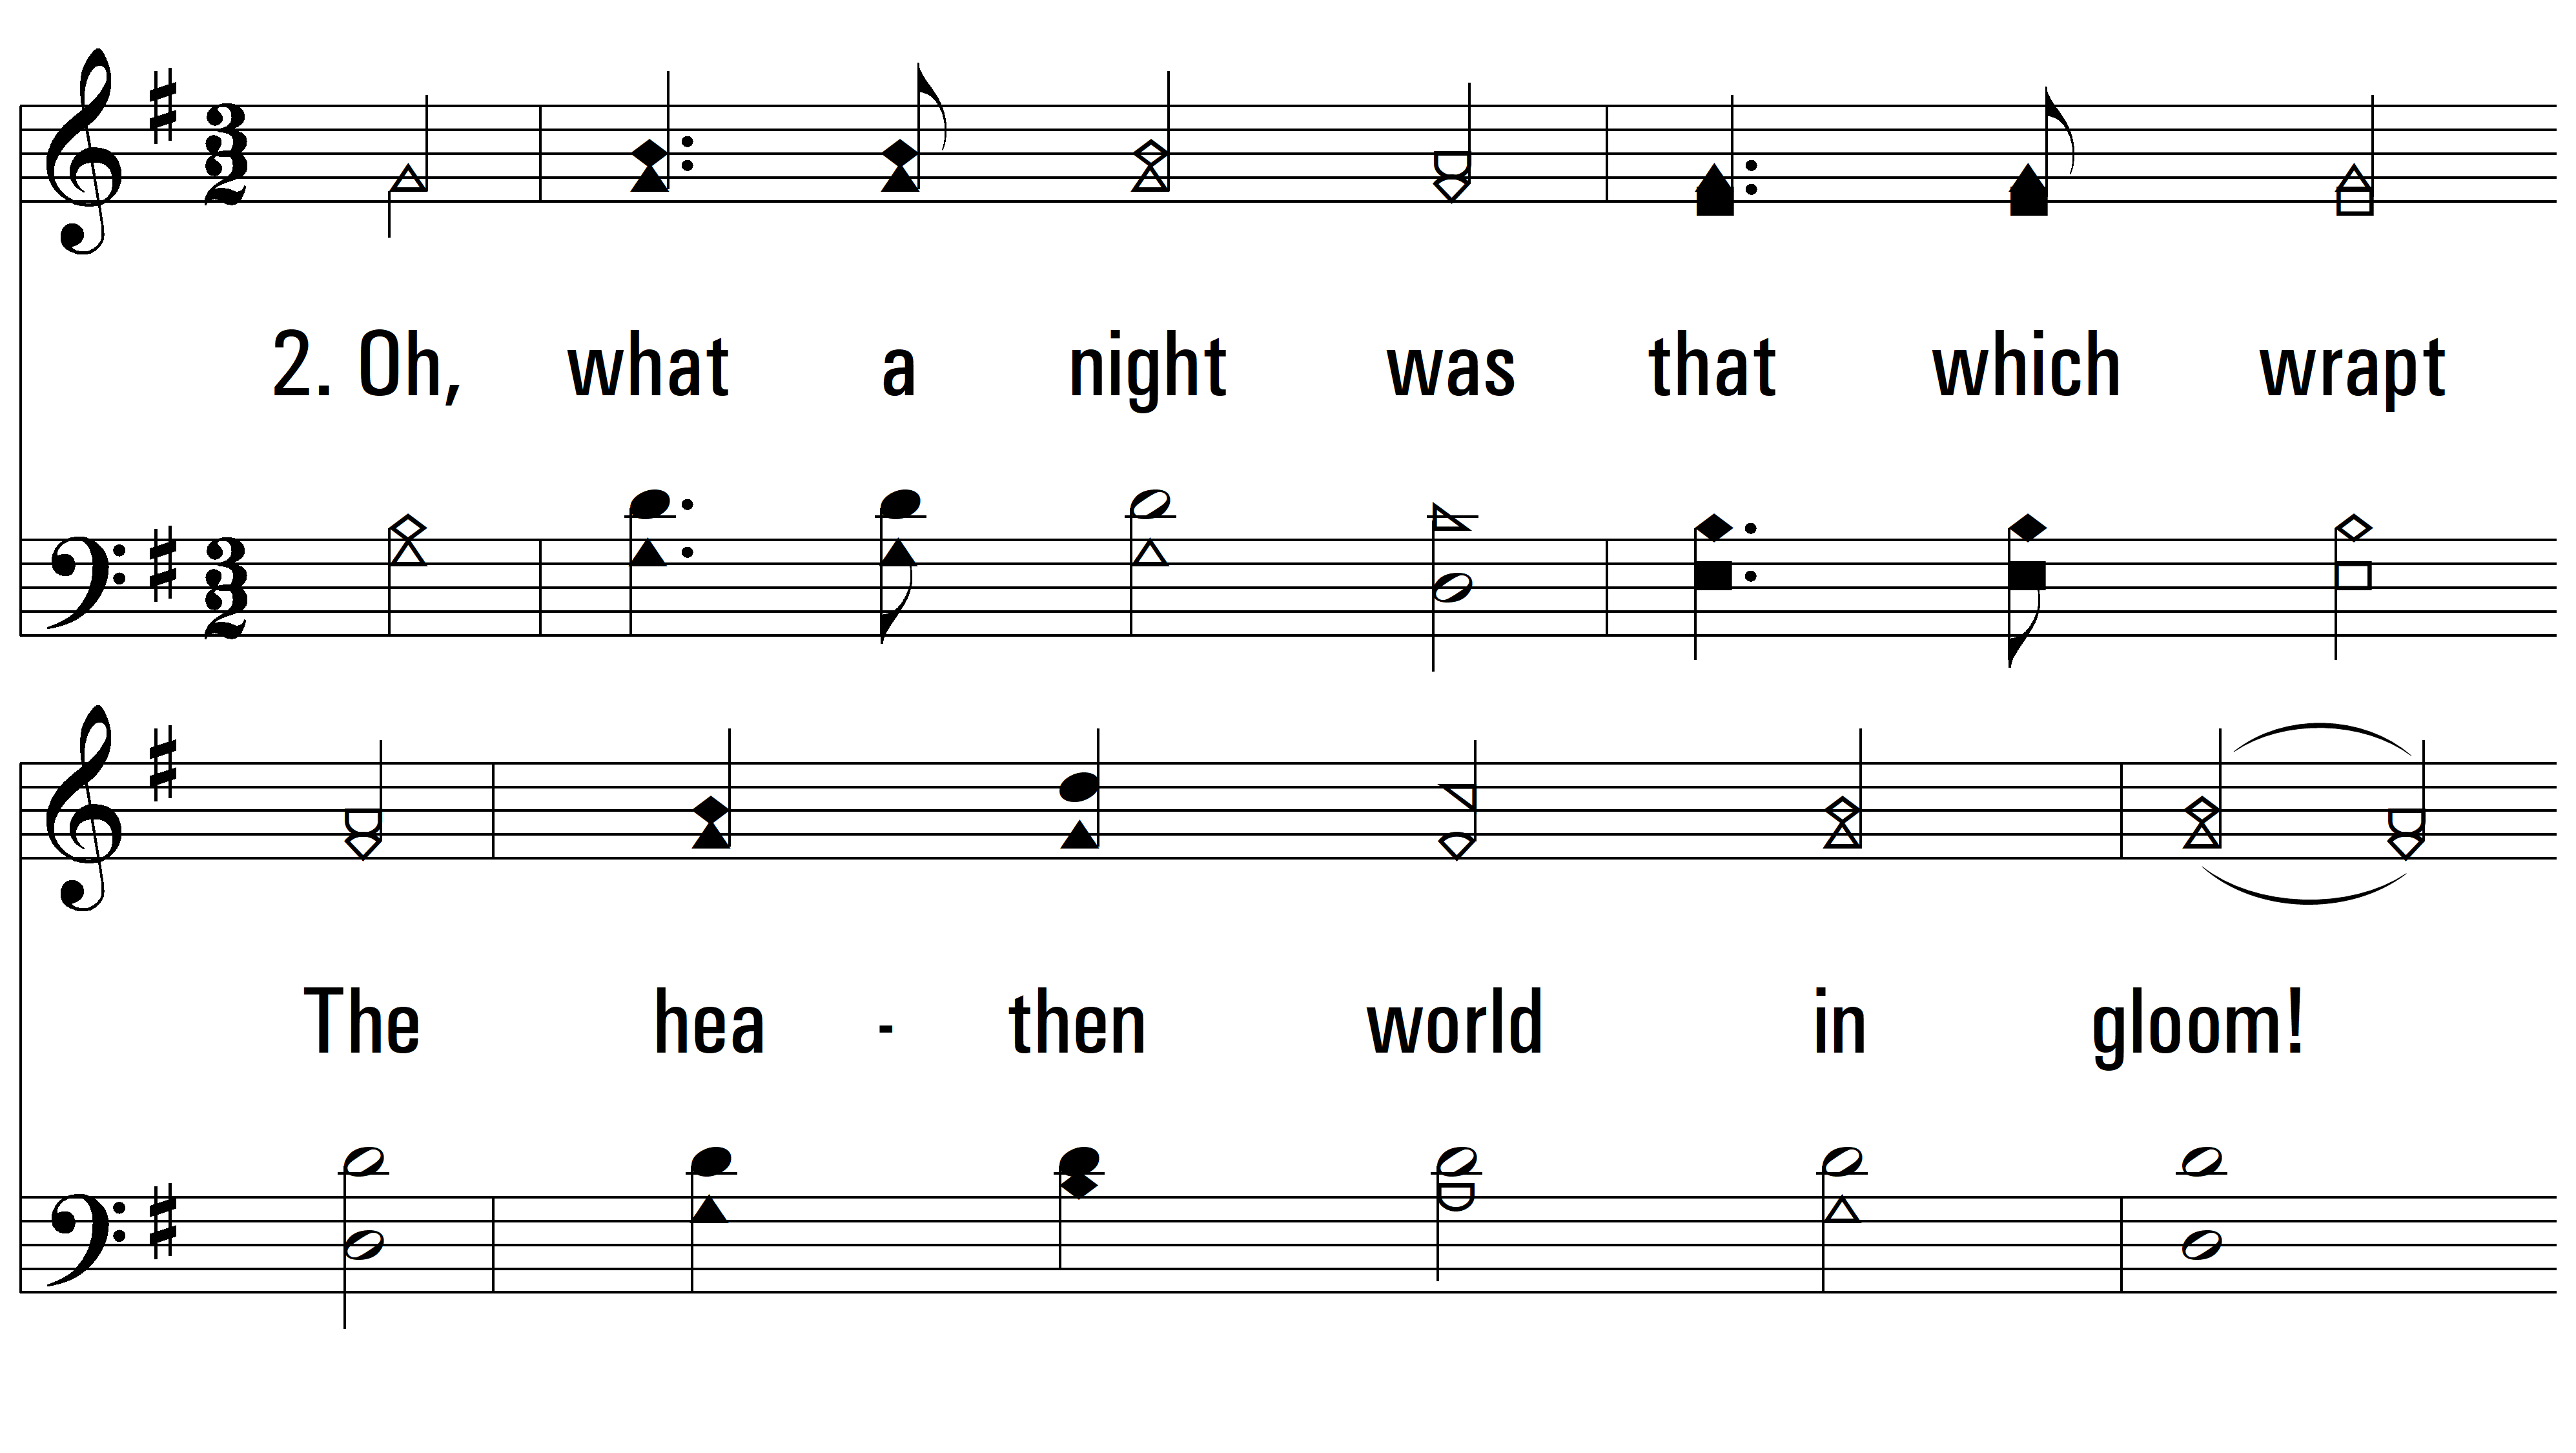 2. Oh, what a night was that which wrapt
The hea - then world in gloom!